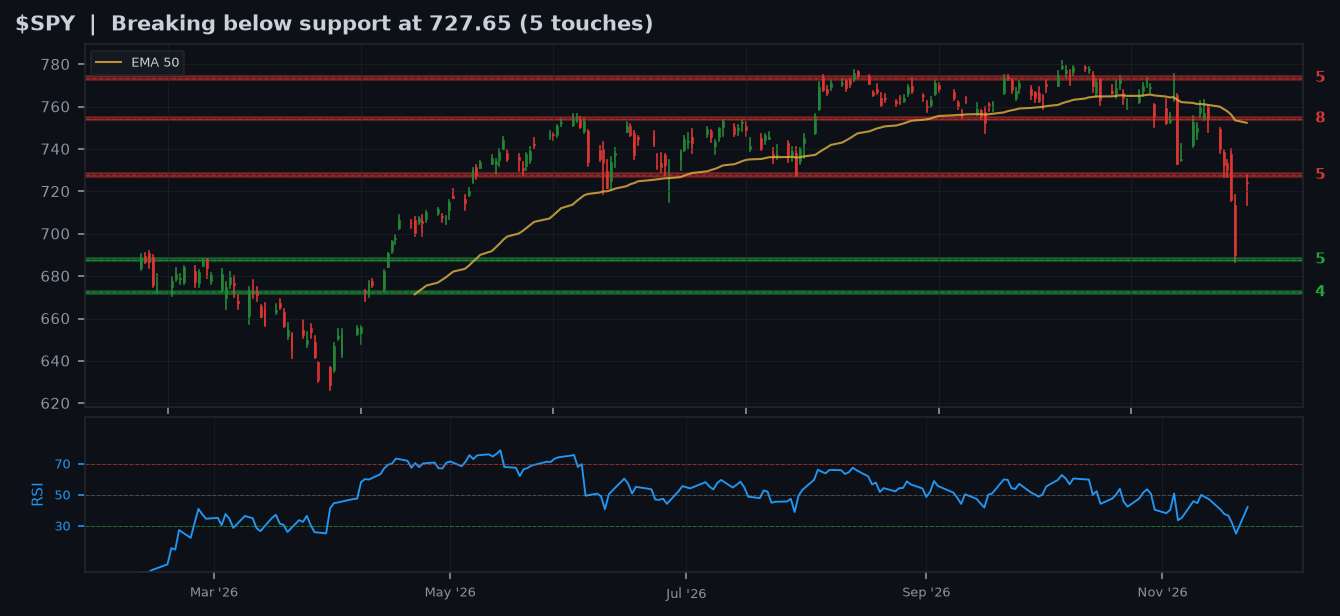 $SPY | Breaking below support at 727.65 (5 touches)
EMA 50
780
760
740
720
700
680
660
640
620
5
8
5
5
4
RSI
70
50
30
Mar '26
May '26
Jul '26
Sep '26
Nov '26